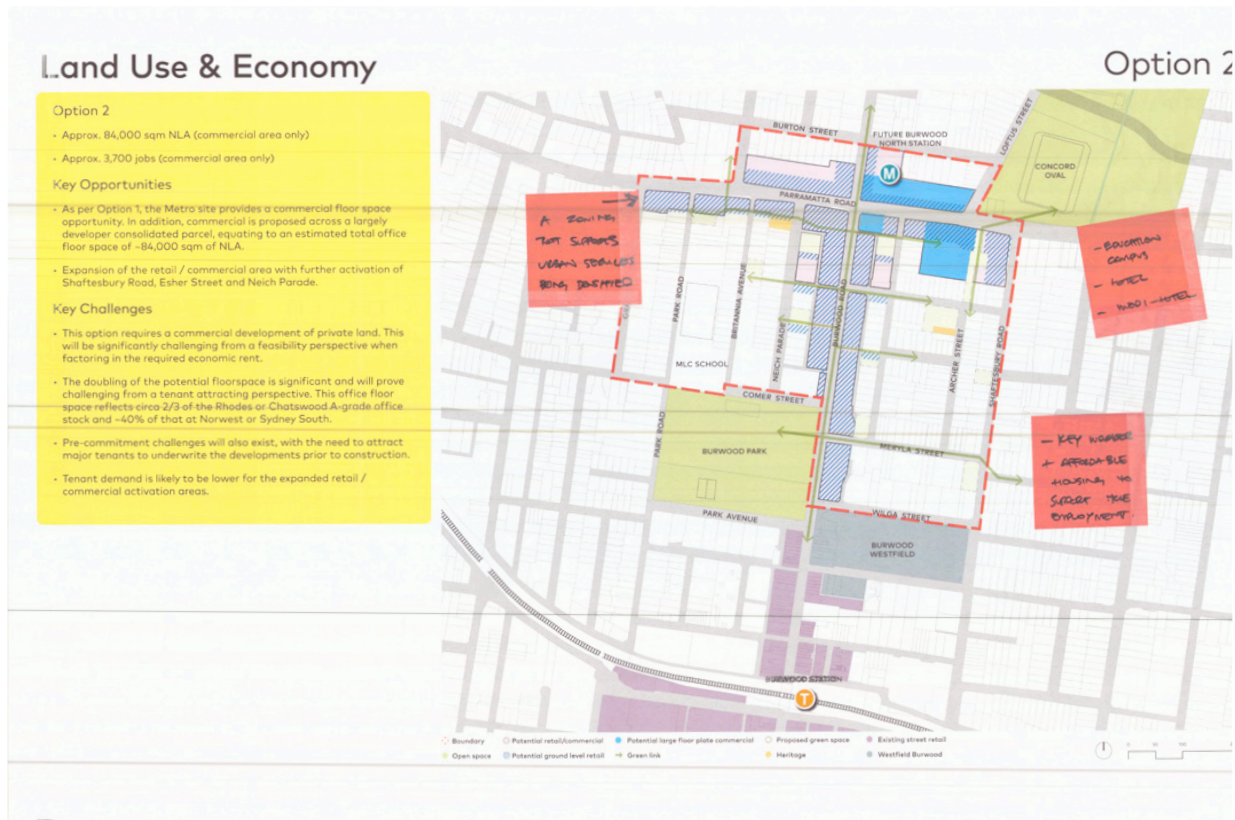 Land Use & Economy
Option 2
Option 2
• Approx. 84,000 sqm NLA (commercial area only)
• Approx. 3,700 jobs (commercial area only)
Key Opportunities
• As per Option 1, the Metro site provides a commercial floor space
opportunity. In addition, commercial is proposed across a largely
developer consolidated parcel, equating to an estimated total office
floor space of ~84,000 sqm of NLA.
• Expansion of the retail / commercial area with further activation of
Shaftesbury Road, Esher Street and Neich Parade.
Key Challenges
• This option requires a commercial development of private land. This
will be significantly challenging from a feasibility perspective when
factoring in the required economic rent.
• The doubling of the potential floorspace is significant and will prove
challenging from a tenant attracting perspective. This office floor
space reflects circa 2/3 of the Rhodes or Chatswood A-grade office
stock and ~40% of that at Norwest or Sydney South.
• Pre-commitment challenges will also exist, with the need to attract
major tenants to underwrite the developments prior to construction.
• Tenant demand is likely to be lower for the expanded retail /
commercial activation areas.
BURTON STREET
FUTURE BURWOOD
NORTH STATION
M
LOFTUS STREET
CONCORD
OVAL
PARRAMATTA ROAD
A ZONING
THAT SUPPORTS
URBAN SERVICES
BEING DENSIFIED
- EDUCATION
CAMPUS
- HOTEL
- MEDI-HOTEL
PARK ROAD
BRITANNIA AVENUE
NEICH PARADE
BURWOOD ROAD
ARCHER STREET
SHAFTESBURY ROAD
MLC SCHOOL
COMER STREET
PARK ROAD
BURWOOD PARK
MERYLA STREET
- KEY WORKER
+ AFFORDABLE
HOUSING TO
SUPPORT THE
EMPLOYMENT.
PARK AVENUE
WILGA STREET
BURWOOD
WESTFIELD
BURWOOD STATION
T
Boundary
Potential retail/commercial
Potential large floor plate commercial
Proposed green space
Existing street retail
Open space
Potential ground level retail
Green link
Heritage
Westfield Burwood
0 50 100